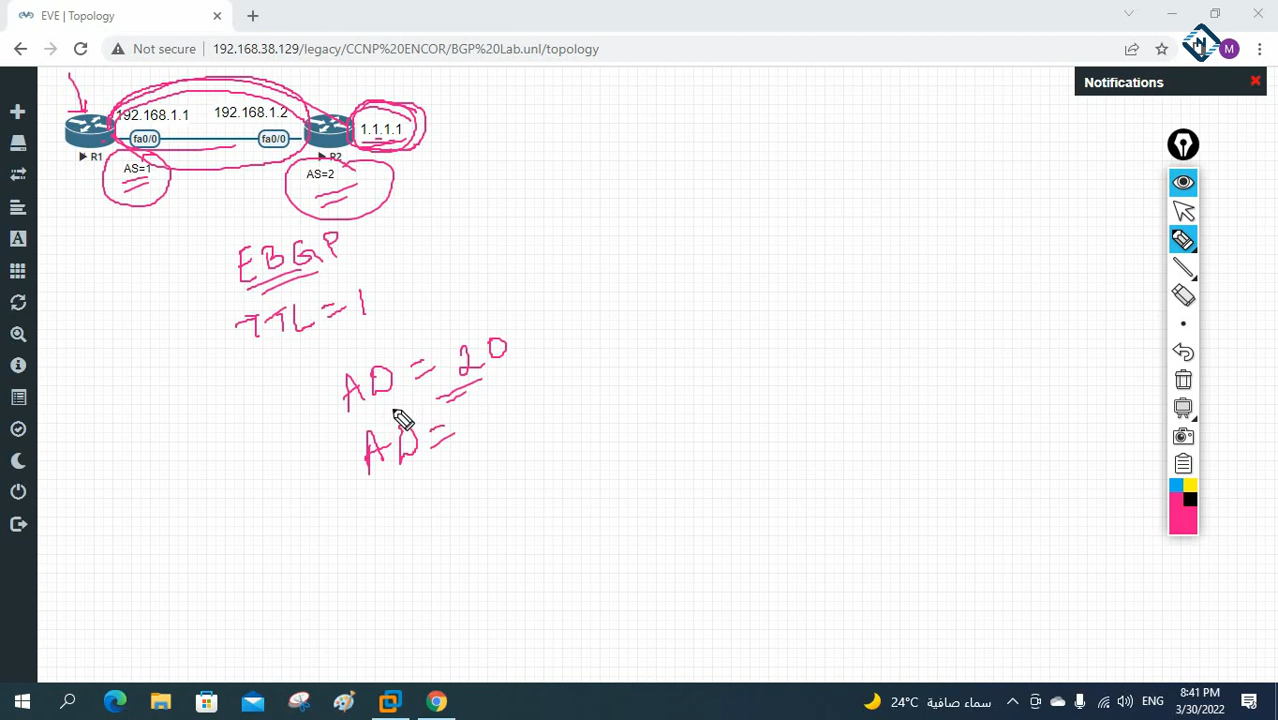 EVE | Topology
Not secure
192.168.38.129/legacy/CCNP%20ENCOR/BGP%20Lab.unl/topology
M
Notifications
192.168.1.1
192.168.1.2
1.1.1.1
fa0/0
fa0/0
R1
R2
AS=1
AS=2
EBGP
TTL=1
AD=20
AD=
A
24°C سماء صافية
ENG
8:41 PM
3/30/2022